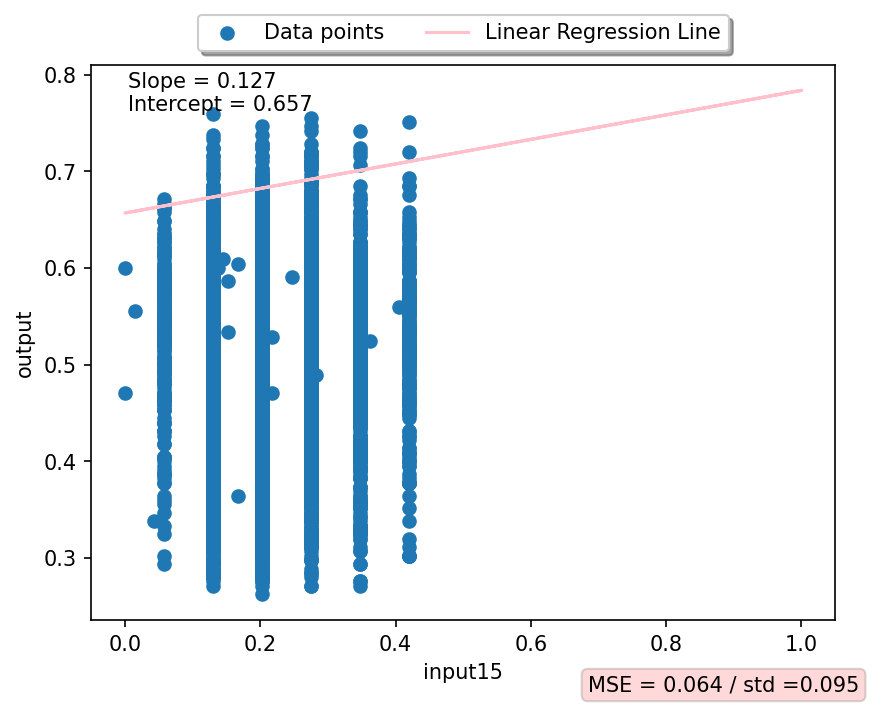 Data points
Linear Regression Line
Slope = 0.127
Intercept = 0.657
output
0.8
0.7
0.6
0.5
0.4
0.3
0.0
0.2
0.4
0.6
0.8
1.0
input15
MSE = 0.064 / std =0.095